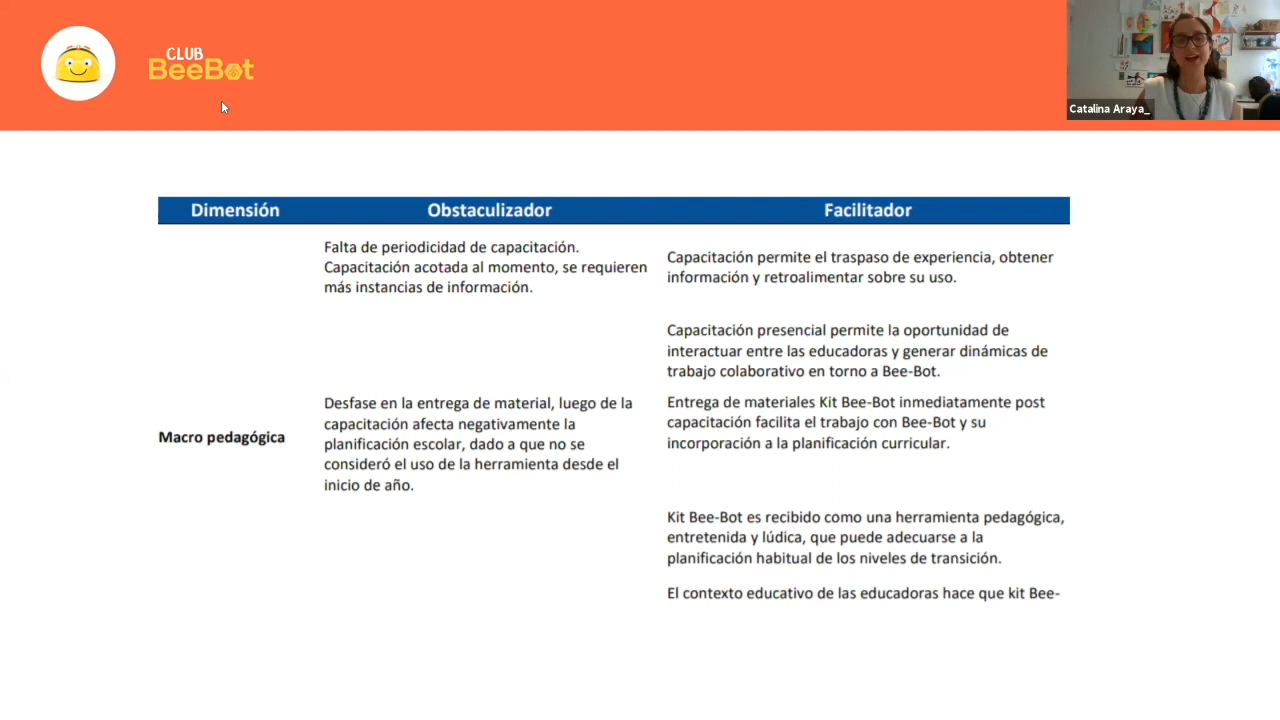 CLUB
BeeBot
Catalina Araya_
Dimensión Obstaculizador Facilitador
Falta de periodicidad de capacitación.
Capacitación acotada al momento, se requieren
más instancias de información.
Capacitación permite el traspaso de experiencia, obtener
información y retroalimentar sobre su uso.
Capacitación presencial permite la oportunidad de
interactuar entre las educadoras y generar dinámicas de
trabajo colaborativo en torno a Bee-Bot.
Macro pedagógica
Desfase en la entrega de material, luego de la
capacitación afecta negativamente la
planificación escolar, dado a que no se
consideró el uso de la herramienta desde el
inicio de año.
Entrega de materiales Kit Bee-Bot inmediatamente post
capacitación facilita el trabajo con Bee-Bot y su
incorporación a la planificación curricular.
Kit Bee-Bot es recibido como una herramienta pedagógica,
entretenida y lúdica, que puede adecuarse a la
planificación habitual de los niveles de transición.
El contexto educativo de las educadoras hace que kit Bee-